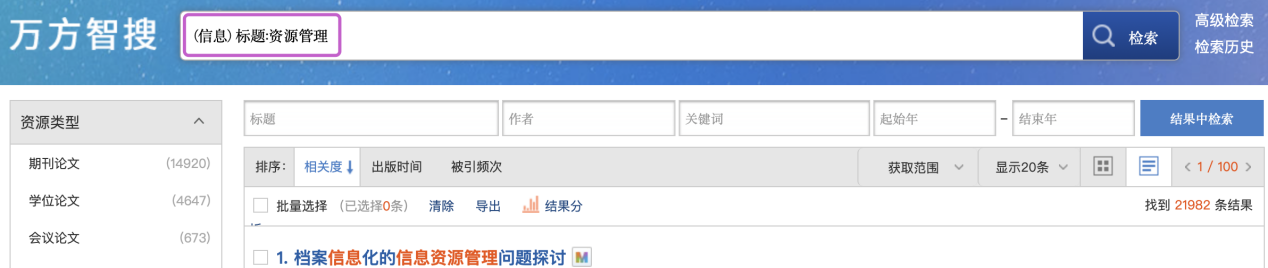 万方智搜
(信息) 标题:资源管理
检索
高级检索
检索历史
资源类型
期刊论文 (14920)
学位论文 (4647)
会议论文 (673)
标题 作者 关键词 起始年 - 结束年 结果中检索
排序: 相关度 出版时间 被引频次 获取范围 显示20条 < 1 / 100 >
批量选择 (已选择0条) 清除 导出 结果分 找到 21982 条结果
1. 档案信息化的信息资源管理问题探讨 M